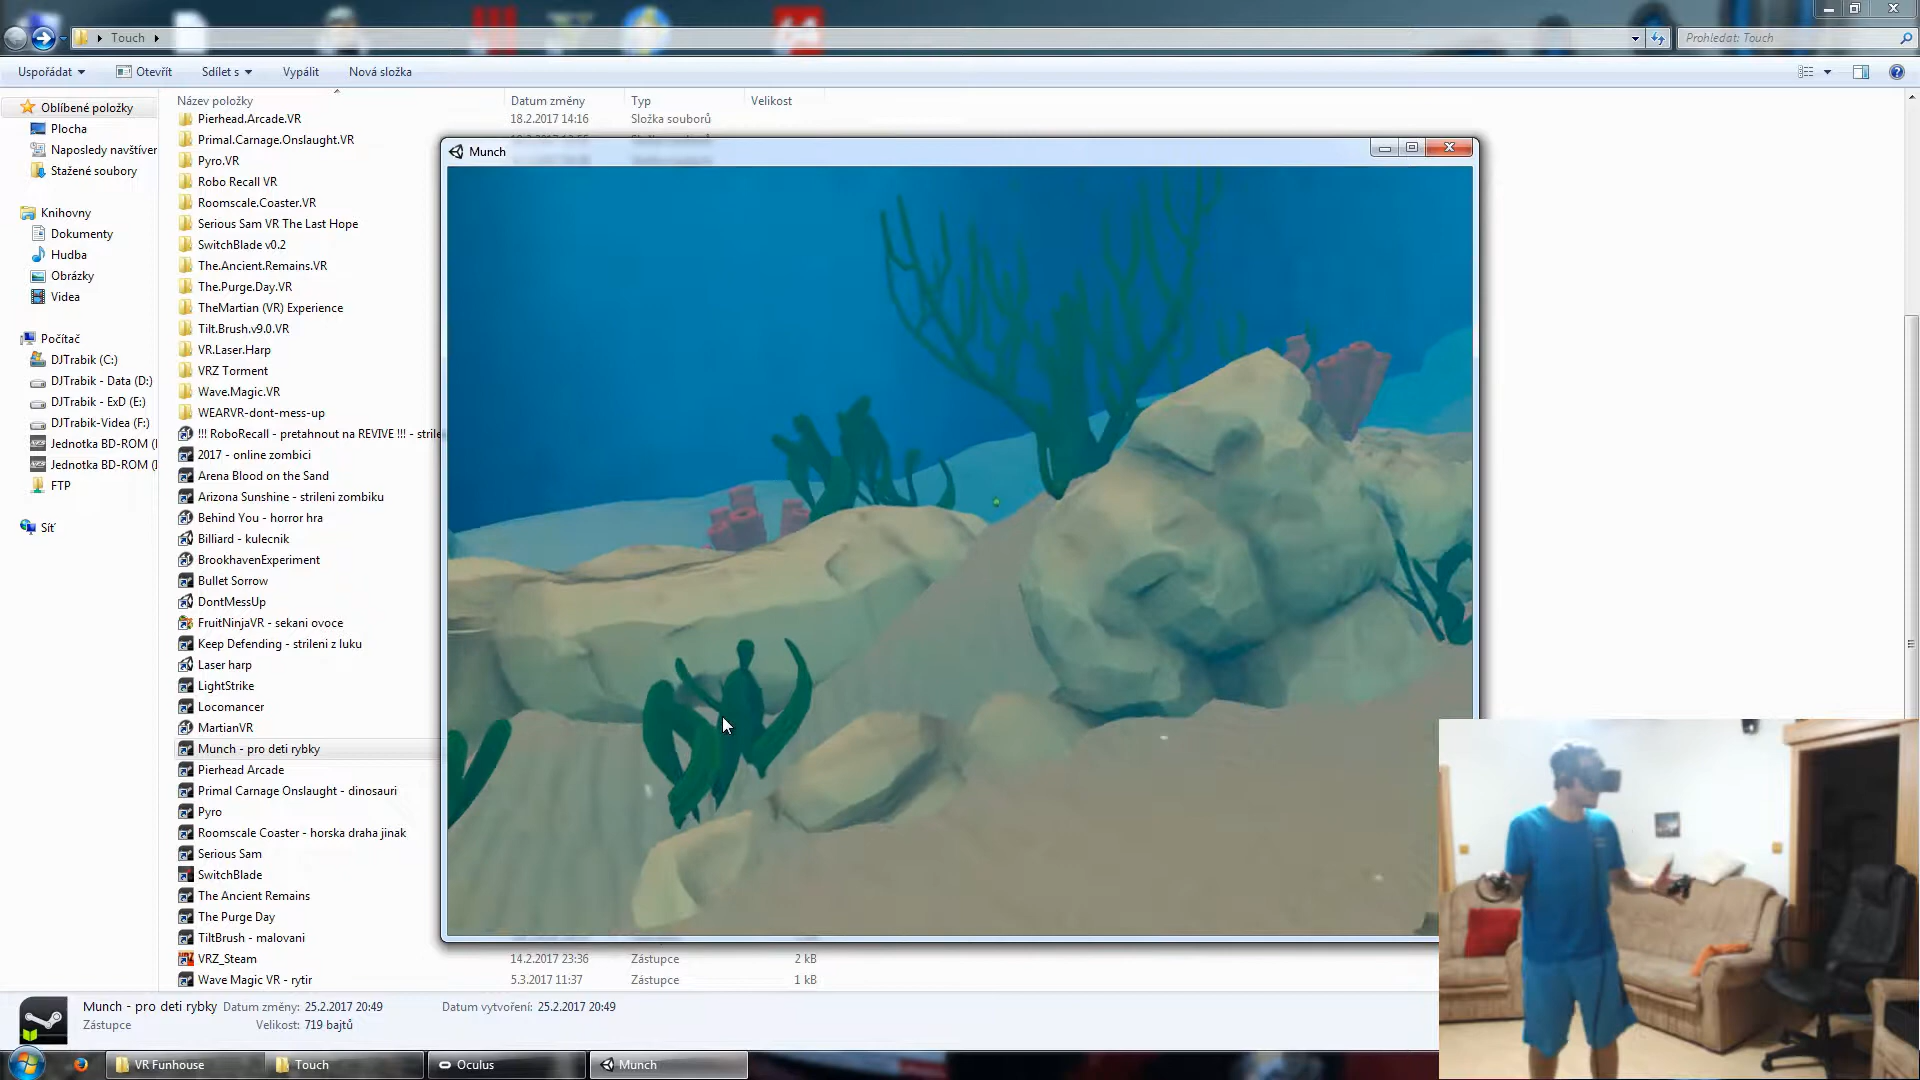 Touch
Prohledat: Touch
Uspořádat
Otevřít
Sdílet s
Vypálit
Nová složka
Oblíbené položky
Plocha
Naposledy navštíver
Stažené soubory
Knihovny
Dokumenty
Hudba
Obrázky
Videa
Počítač
DJTrabik (C:)
DJTrabik - Data (D:)
DJTrabik - ExD (E:)
DJTrabik-Videa (F:)
Jednotka BD-ROM (I
Jednotka BD-ROM (I
FTP
Síť
Název položky Datum změny Typ Velikost
Pierhead.Arcade.VR 18.2.2017 14:16 Složka souborů
Primal.Carnage.Onslaught.VR
Pyro.VR
Robo Recall VR
Roomscale.Coaster.VR
Serious Sam VR The Last Hope
SwitchBlade v0.2
The.Ancient.Remains.VR
The.Purge.Day.VR
TheMartian (VR) Experience
Tilt.Brush.v9.0.VR
VR.Laser.Harp
VRZ Torment
Wave.Magic.VR
WEARVR-dont-mess-up
!!! RoboRecall - pretahnout na REVIVE !!! - strile
2017 - online zombici
Arena Blood on the Sand
Arizona Sunshine - strileni zombiku
Behind You - horror hra
Billiard - kulecnik
BrookhavenExperiment
Bullet Sorrow
DontMessUp
FruitNinjaVR - sekani ovoce
Keep Defending - strileni z luku
Laser harp
LightStrike
Locomancer
MartianVR
Munch - pro deti rybky
Pierhead Arcade
Primal Carnage Onslaught - dinosauri
Pyro
Roomscale Coaster - horska draha jinak
Serious Sam
SwitchBlade
The Ancient Remains
The Purge Day
TiltBrush - malovani
VRZ_Steam 14.2.2017 23:36 Zástupce 2 kB
Wave Magic VR - rytir 5.3.2017 11:37 Zástupce 1 kB
Munch
Munch - pro deti rybky Datum změny: 25.2.2017 20:49 Datum vytvoření: 25.2.2017 20:49
Zástupce Velikost: 719 bajtů
VR Funhouse
Touch
Oculus
Munch